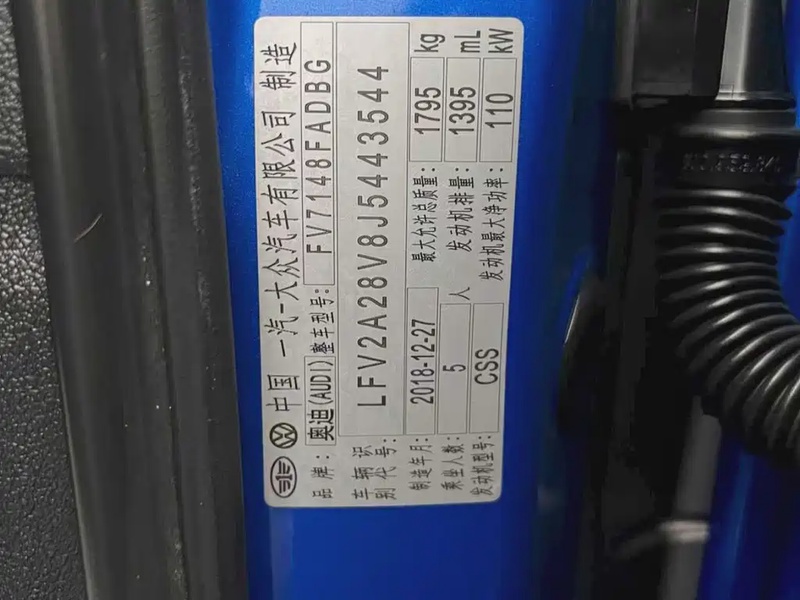 中国 一汽-大众汽车有限公司 制造
品牌: 奥迪(AUDI) 整车型号: FV7148FADBG
车辆识别代号: LFV2A28V8J5443544
制造年月: 2018-12-27 最大允许总质量: 1795 kg
乘坐人数: 5 人 发动机排量: 1395 mL
发动机型号: CSS 发动机最大净功率: 110 kW